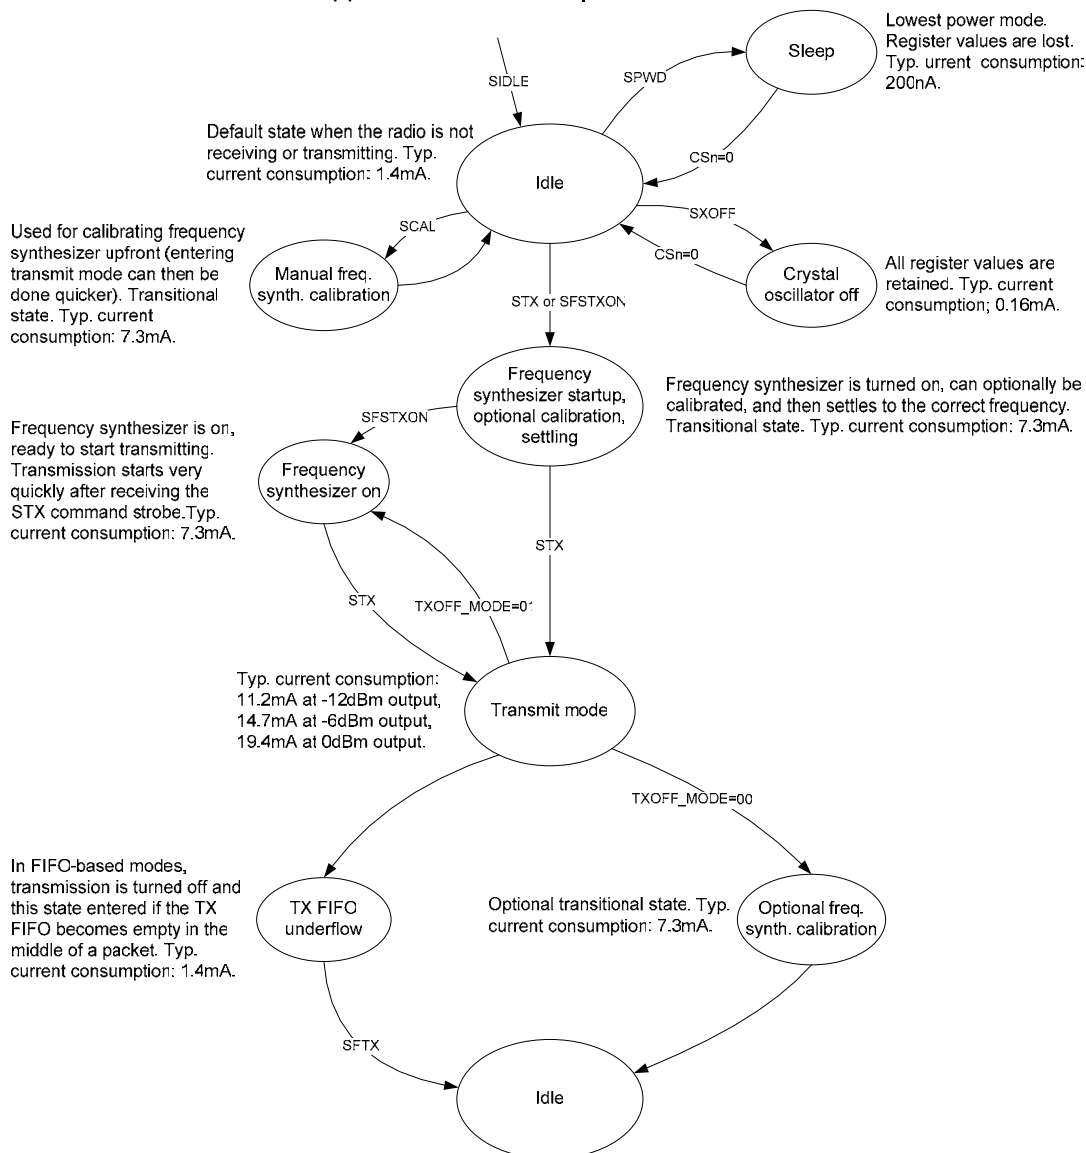 Lowest power mode.
Register values are lost.
Typ. urrent consumption:
200nA.
Sleep
SPWD
SIDLE
CSn=0
Default state when the radio is not
receiving or transmitting. Typ.
current consumption: 1.4mA.
Idle
SCAL
SXOFF
CSn=0
Used for calibrating frequency
synthesizer upfront (entering
transmit mode can then be
done quicker). Transitional
state. Typ. current
consumption: 7.3mA.
Manual freq.
synth. calibration
Crystal
oscillator off
All register values are
retained. Typ. current
consumption; 0.16mA.
STX or SFSTXON
Frequency
synthesizer startup,
optional calibration,
settling
Frequency synthesizer is turned on, can optionally be
calibrated, and then settles to the correct frequency.
Transitional state. Typ. current consumption: 7.3mA.
SFSTXON
Frequency synthesizer is on,
ready to start transmitting.
Transmission starts very
quickly after receiving the
STX command strobe.Typ.
current consumption: 7.3mA.
Frequency
synthesizer on
STX
STX
TXOFF_MODE=01
Typ. current consumption:
11.2mA at -12dBm output,
14.7mA at -6dBm output,
19.4mA at 0dBm output.
Transmit mode
TXOFF_MODE=00
In FIFO-based modes,
transmission is turned off and
this state entered if the TX
FIFO becomes empty in the
middle of a packet. Typ.
current consumption: 1.4mA.
TX FIFO
underflow
Optional transitional state. Typ.
current consumption: 7.3mA.
Optional freq.
synth. calibration
SFTX
Idle